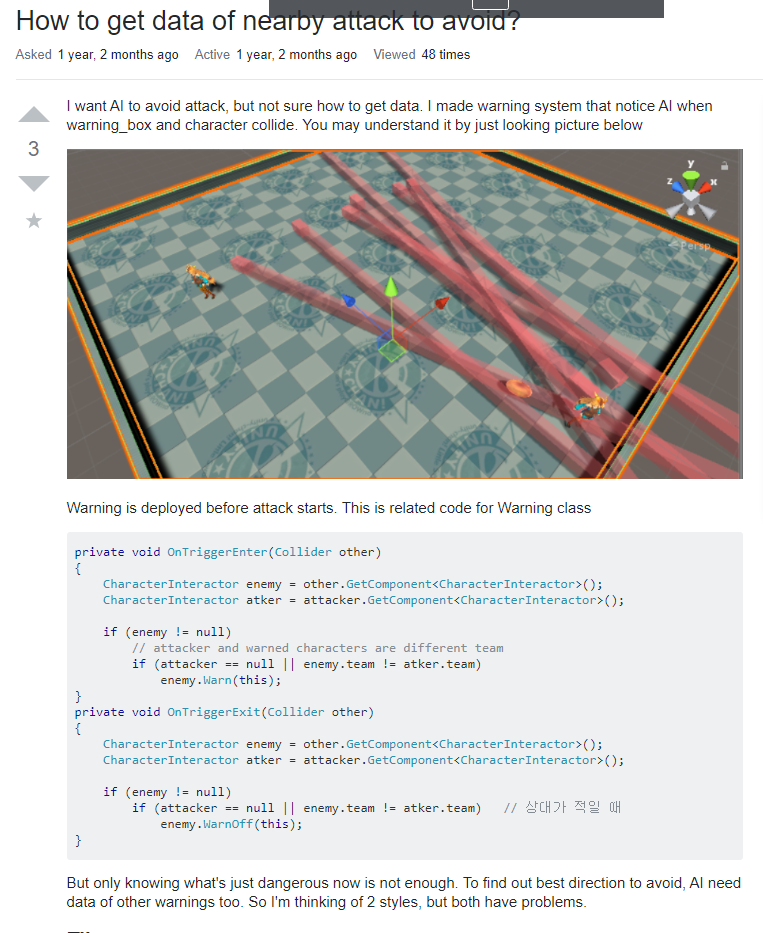 How to get data of nearby attack to avoid?
Asked 1 year, 2 months ago Active 1 year, 2 months ago Viewed 48 times
I want AI to avoid attack, but not sure how to get data. I made warning system that notice AI when
warning_box and character collide. You may understand it by just looking picture below
3
y
z x
Persp
Warning is deployed before attack starts. This is related code for Warning class
private void OnTriggerEnter(Collider other)
{
    CharacterInteractor enemy = other.GetComponent<CharacterInteractor>();
    CharacterInteractor atker = attacker.GetComponent<CharacterInteractor>();

    if (enemy != null)
        // attacker and warned characters are different team
        if (attacker == null || enemy.team != atker.team)
            enemy.Warn(this);
}
private void OnTriggerExit(Collider other)
{
    CharacterInteractor enemy = other.GetComponent<CharacterInteractor>();
    CharacterInteractor atker = attacker.GetComponent<CharacterInteractor>();

    if (enemy != null)
        if (attacker == null || enemy.team != atker.team)   // 상대가 적일 때
            enemy.WarnOff(this);
}
But only knowing what's just dangerous now is not enough. To find out best direction to avoid, AI need
data of other warnings too. So I'm thinking of 2 styles, but both have problems.